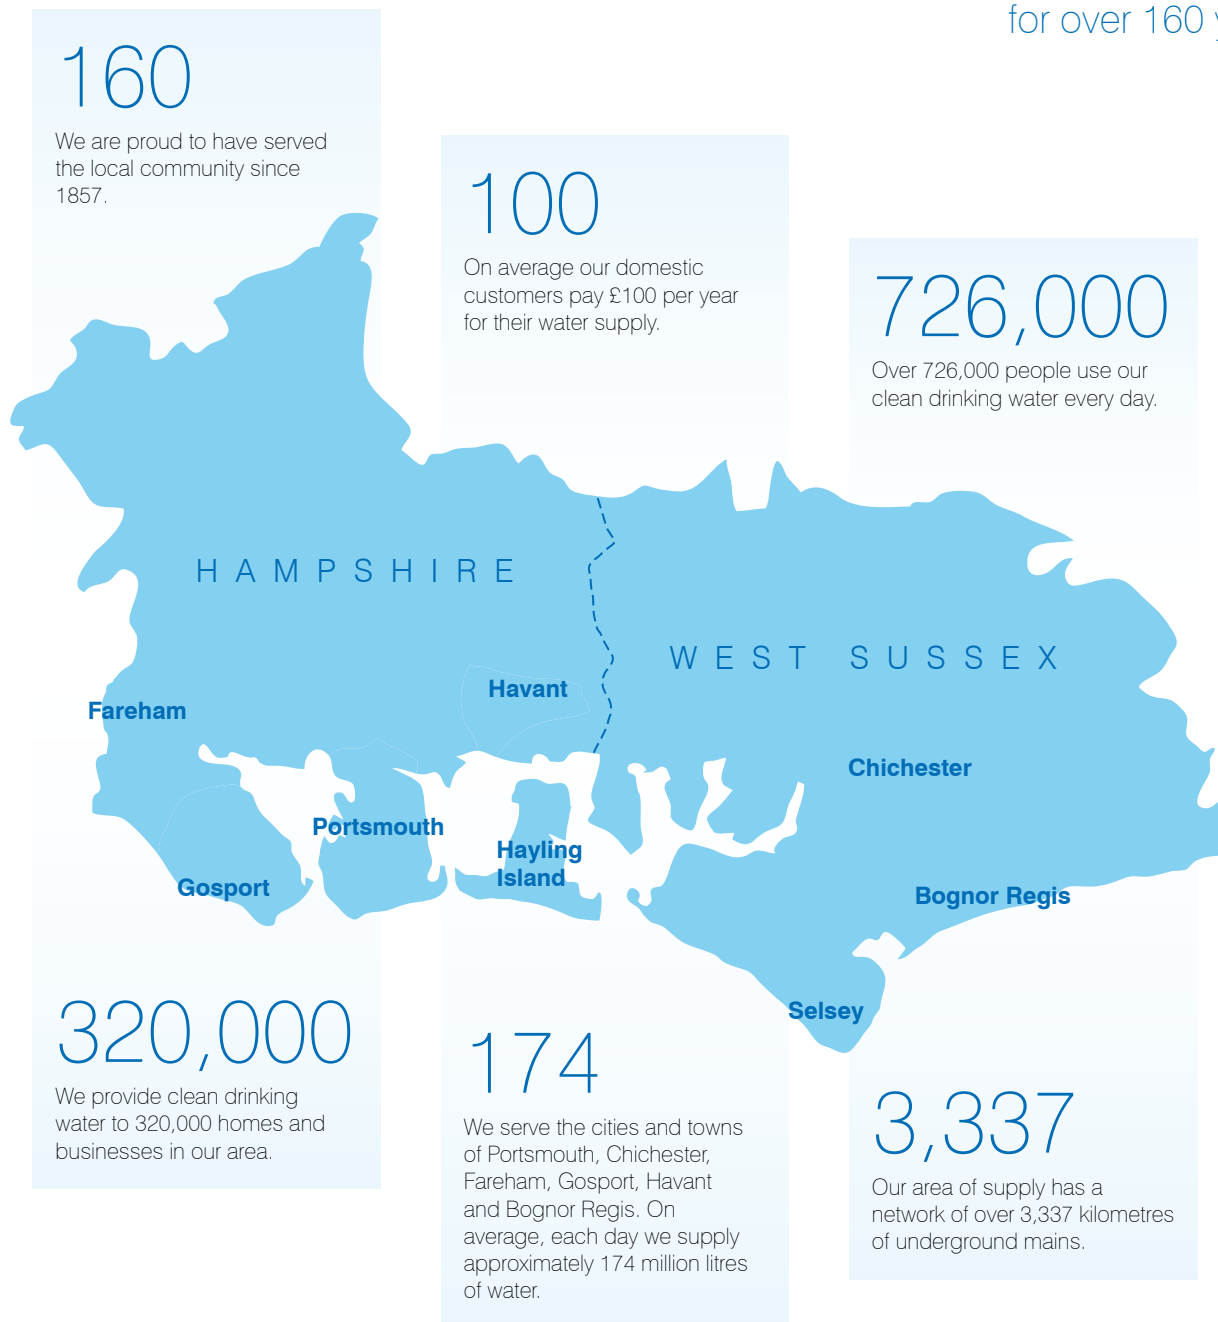 for over 160
160
We are proud to have served
the local community since
1857.
100
On average our domestic
customers pay £100 per year
for their water supply.
726,000
Over 726,000 people use our
clean drinking water every day.
HAMPSHIRE
WEST SUSSEX
Havant
Fareham
Chichester
Portsmouth
Hayling
Island
Gosport
Bognor Regis
Selsey
320,000
We provide clean drinking
water to 320,000 homes and
businesses in our area.
174
We serve the cities and towns
of Portsmouth, Chichester,
Fareham, Gosport, Havant
and Bognor Regis. On
average, each day we supply
approximately 174 million litres
of water.
3,337
Our area of supply has a
network of over 3,337 kilometres
of underground mains.